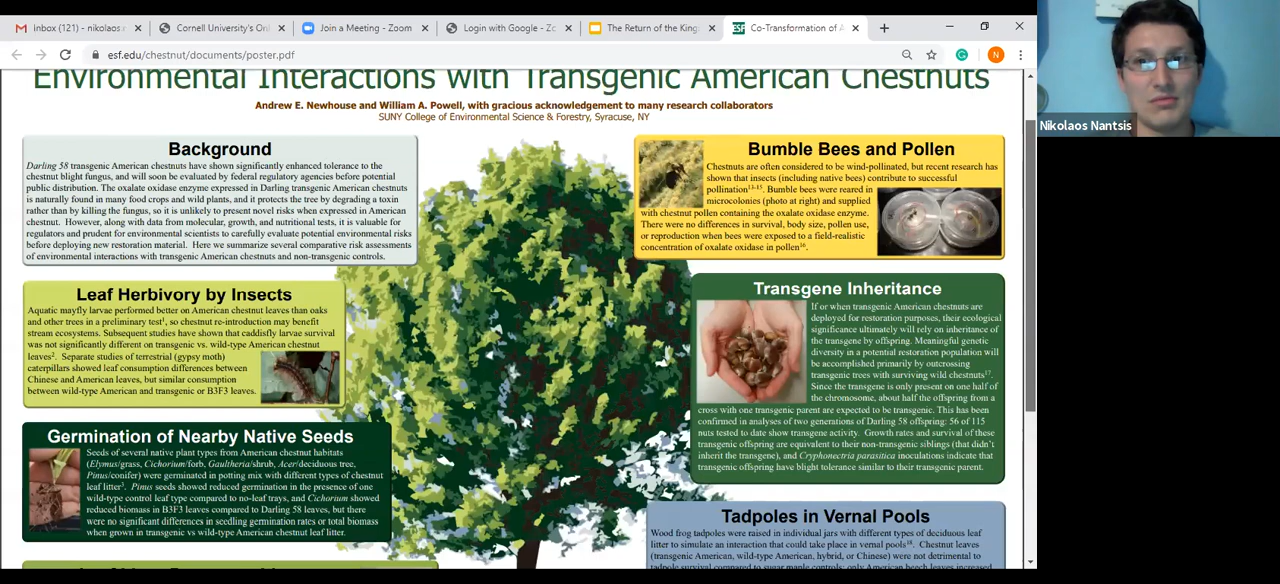 Inbox (121) - nikolaos.r
Cornell University's On
Join a Meeting - Zoom
Login with Google - Zo
The Return of the King
ESF
Co-Transformation of A
esf.edu/chestnut/documents/poster.pdf
N
Environmental Interactions with Transgenic American Chestnuts
Andrew E. Newhouse and William A. Powell, with gracious acknowledgement to many research collaborators
SUNY College of Environmental Science & Forestry, Syracuse, NY
Background
Darling 58 transgenic American chestnuts have shown significantly enhanced tolerance to the
chestnut blight fungus, and will soon be evaluated by federal regulatory agencies before potential
public distribution. The oxalate oxidase enzyme expressed in Darling transgenic American chestnuts
is naturally found in many food crops and wild plants, and it protects the tree by degrading a toxin
rather than by killing the fungus, so it is unlikely to present novel risks when expressed in American
chestnut. However, along with data from molecular, growth, and nutritional tests, it is valuable for
regulators and prudent for environmental scientists to carefully evaluate potential environmental risks
before deploying new restoration material. Here we summarize several comparative risk assessments
of environmental interactions with transgenic American chestnuts and non-transgenic controls.
Leaf Herbivory by Insects
Aquatic mayfly larvae performed better on American chestnut leaves than oaks
and other trees in a preliminary test¹, so chestnut re-introduction may benefit
stream ecosystems. Subsequent studies have shown that caddisfly larvae survival
was not significantly different on transgenic vs. wild-type American chestnut
leaves². Separate studies of terrestrial (gypsy moth)
caterpillars showed leaf consumption differences between
Chinese and American leaves, but similar consumption
between wild-type American and transgenic or B3F3 leaves.
Germination of Nearby Native Seeds
Seeds of several native plant types from American chestnut habitats
(Elymus/grass, Cichorium/forb, Gaultheria/shrub, Acer/deciduous tree,
Pinus/conifer) were germinated in potting mix with different types of chestnut
leaf litter³. Pinus seeds showed reduced germination in the presence of one
wild-type control leaf type compared to no-leaf trays, and Cichorium showed
reduced biomass in B3F3 leaves compared to Darling 58 leaves, but there
were no significant differences in seedling germination rates or total biomass
when grown in transgenic vs wild-type American chestnut leaf litter.
Bumble Bees and Pollen
Chestnuts are often considered to be wind-pollinated, but recent research has
shown that insects (including native bees) contribute to successful
pollination¹³⁻¹⁵. Bumble bees were reared in
microcolonies (photo at right) and supplied
with chestnut pollen containing the oxalate oxidase enzyme.
There were no differences in survival, body size, pollen use,
or reproduction when bees were exposed to a field-realistic
concentration of oxalate oxidase in pollen¹⁶.
Transgene Inheritance
If or when transgenic American chestnuts are
deployed for restoration purposes, their ecological
significance ultimately will rely on inheritance of
the transgene by offspring. Meaningful genetic
diversity in a potential restoration population will
be accomplished primarily by outcrossing
transgenic trees with surviving wild chestnuts¹⁷.
Since the transgene is only present on one half of
the chromosome, about half the offspring from a
cross with one transgenic parent are expected to be transgenic. This has been
confirmed in analyses of two generations of Darling 58 offspring: 56 of 115
nuts tested to date show transgene activity. Growth rates and survival of these
transgenic offspring are equivalent to their non-transgenic siblings (that didn't
inherit the transgene), and Cryphonectria parasitica inoculations indicate that
transgenic offspring have blight tolerance similar to their transgenic parent.
Tadpoles in Vernal Pools
Wood frog tadpoles were raised in individual jars with different types of deciduous leaf
litter to simulate an interaction that could take place in vernal pools¹⁸. Chestnut leaves
(transgenic American, wild-type American, hybrid, or Chinese) were not detrimental to
tadpole survival compared to sugar maple controls; only American beech leaves increased
Nikolaos Nantsis